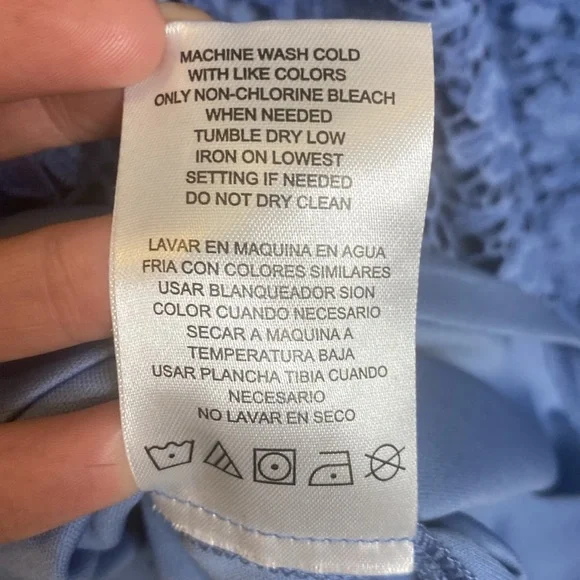 MACHINE WASH COLD
WITH LIKE COLORS
ONLY NON-CHLORINE BLEACH
WHEN NEEDED
TUMBLE DRY LOW
IRON ON LOWEST
SETTING IF NEEDED
DO NOT DRY CLEAN
LAVAR EN MAQUINA EN AGUA
FRIA CON COLORES SIMILARES
USAR BLANQUEADOR SION
COLOR CUANDO NECESARIO
SECAR A MAQUINA A
TEMPERATURA BAJA
USAR PLANCHA TIBIA CUANDO
NECESARIO
NO LAVAR EN SECO